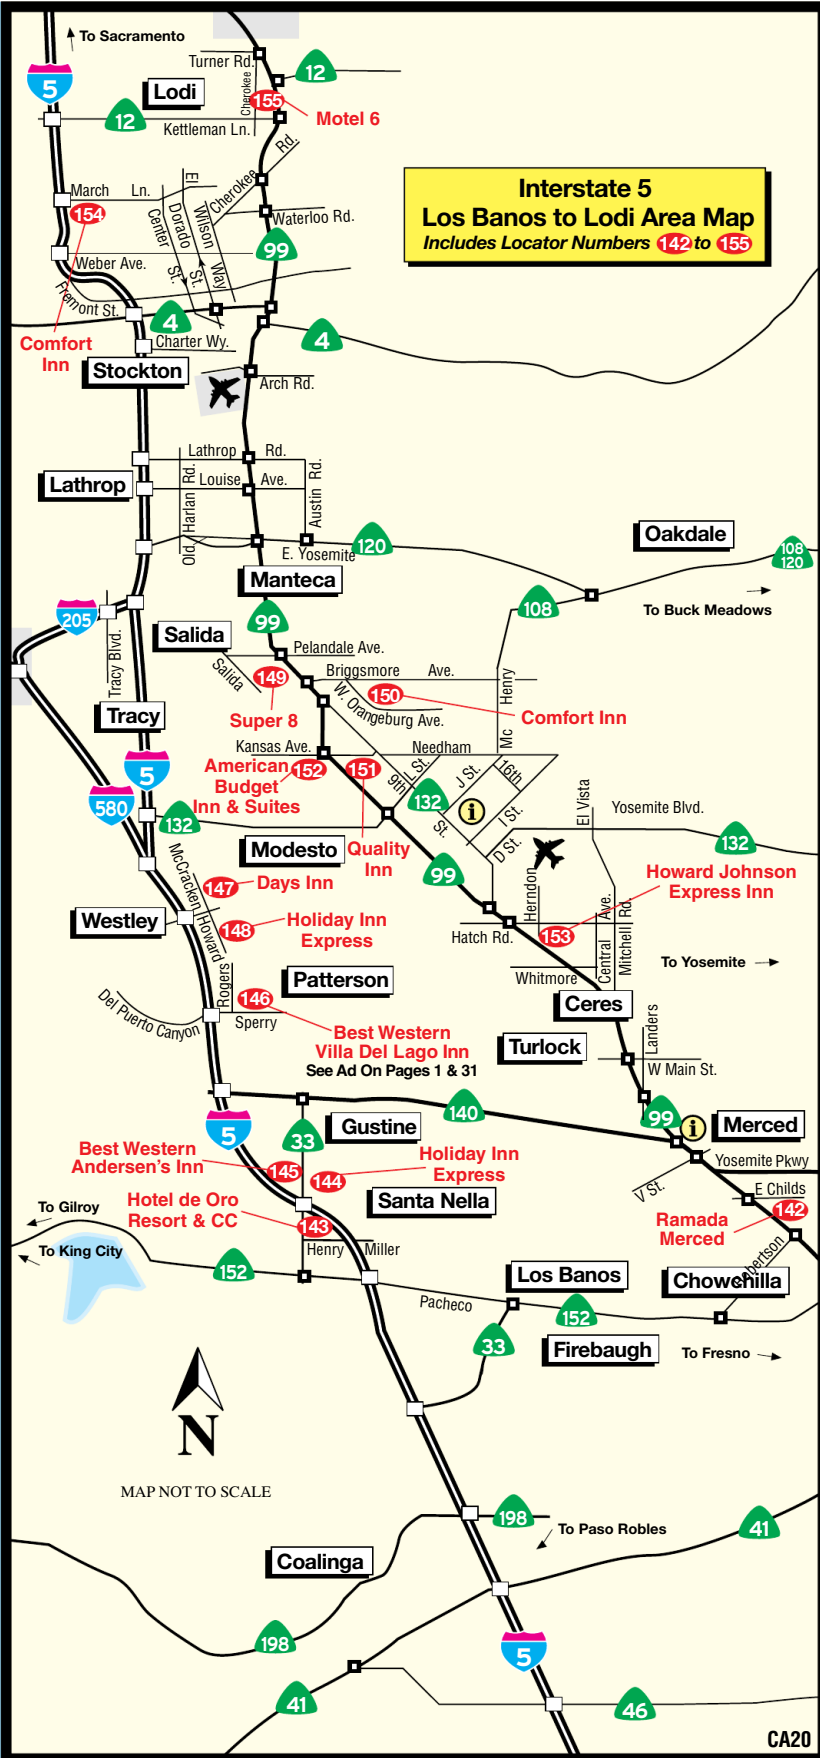 To Sacramento
Turner Rd.
12
5
Lodi
Cherokee
155
Motel 6
12
Kettleman Ln.
Rd.
Cherokee
March Ln.
El
Dorado
St.
Wilson
Way
Center
St.
154
Waterloo Rd.
99
Weber Ave.
Interstate 5
Los Banos to Lodi Area Map
Includes Locator Numbers 142 to 155
Fremont St.
4
4
Comfort
Inn
Charter Wy.
Stockton
Arch Rd.
Lathrop Rd.
Louise Ave.
Lathrop
Old Harlan Rd.
Austin Rd.
E. Yosemite
120
Oakdale
108
120
Manteca
108
To Buck Meadows
205
Tracy Blvd.
99
Salida
Pelandale Ave.
Salida
149
Briggsmore Ave.
150
W. Orangeburg Ave.
Mc Henry
Super 8
Comfort Inn
Tracy
Kansas Ave.
Needham
American
Budget
Inn & Suites
152
151
9th
St.
L St.
J St.
16th
I St.
D St.
i
5
580
132
132
El Vista
Yosemite Blvd.
132
Modesto
Quality
Inn
99
Herndon
Howard Johnson
Express Inn
McCracken
Howard
147
Days Inn
148
Holiday Inn
Express
Westley
Hatch Rd.
153
Central
Ave.
Mitchell
Rd.
Whitmore
To Yosemite
Patterson
Rogers
146
Sperry
Del Puerto Canyon
Ceres
Best Western
Villa Del Lago Inn
See Ad On Pages 1 & 31
Turlock
Landers
W Main St.
140
99
i
Merced
5
33
Gustine
Yosemite Pkwy
Best Western
Andersen's Inn
145
144
Holiday Inn
Express
V St.
E Childs
142
Ramada
Merced
Hotel de Oro
Resort & CC
143
Santa Nella
To Gilroy
To King City
Henry Miller
152
Robertson
Chowchilla
Los Banos
Pacheco
152
33
Firebaugh
To Fresno
N
MAP NOT TO SCALE
198
To Paso Robles
41
Coalinga
198
5
41
46
CA20